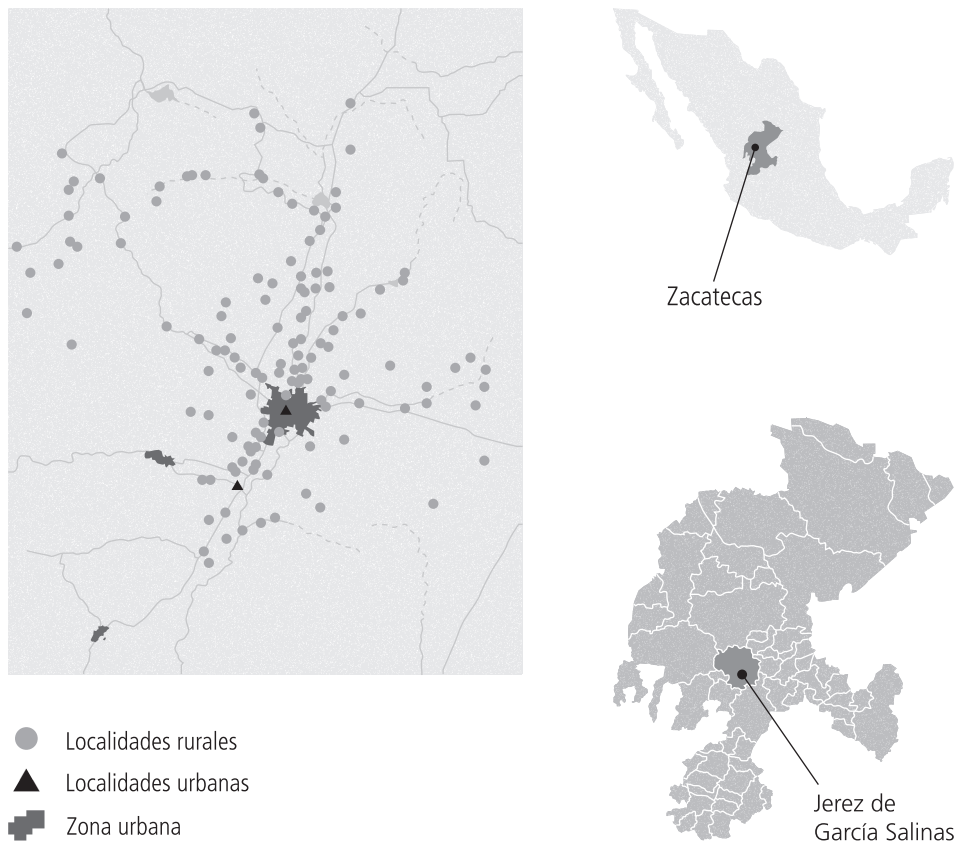 Zacatecas
Localidades rurales
Localidades urbanas
Zona urbana
Jerez de
García Salinas